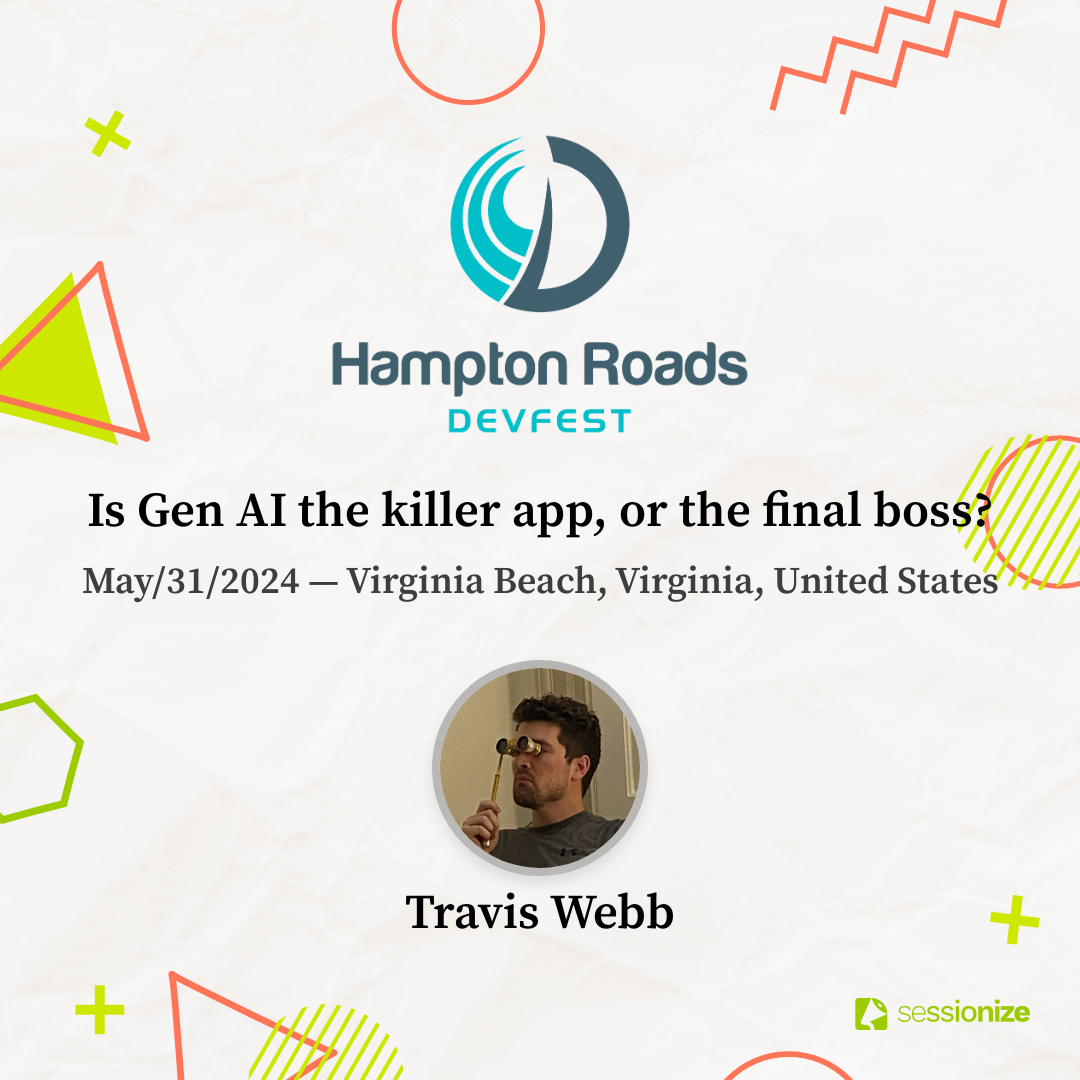 Hampton Roads
DEVFEST
Is Gen AI the killer app, or the final boss?
May/31/2024 — Virginia Beach, Virginia, United States
Travis Webb
sessionize